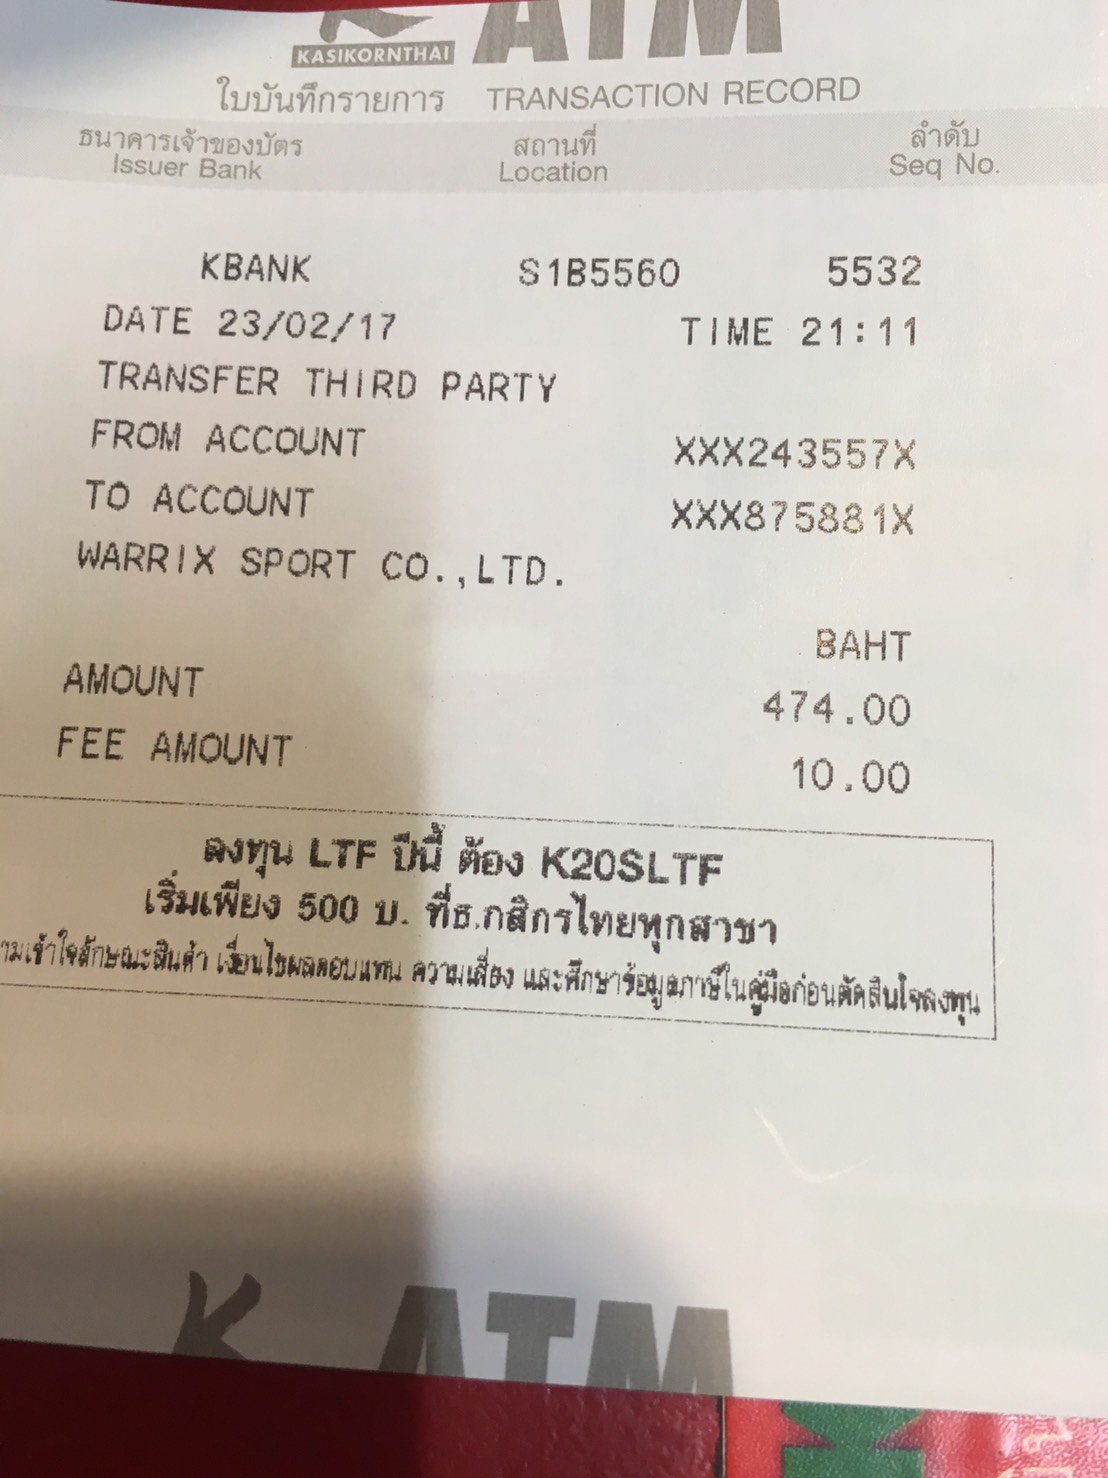 KASIKORNTHAI ATM
ใบบันทึกรายการ TRANSACTION RECORD
ธนาคารเจ้าของบัตร สถานที่ ลำดับ
Issuer Bank Location Seq No.
KBANK S1B5560 5532
DATE 23/02/17 TIME 21:11
TRANSFER THIRD PARTY
FROM ACCOUNT XXX243557X
TO ACCOUNT XXX875881X
WARRIX SPORT CO.,LTD.
BAHT
AMOUNT 474.00
FEE AMOUNT 10.00
ลงทุน LTF ปีนี้ ต้อง K20SLTF
เริ่มเพียง 500 บ. ที่ธ.กสิกรไทยทุกสาขา
เข้าใจลักษณะสินค้า เงื่อนไขผลตอบแทน ความเสี่ยง และศึกษาข้อมูลภาษีในคู่มือก่อนตัดสินใจลงทุน
K ATM